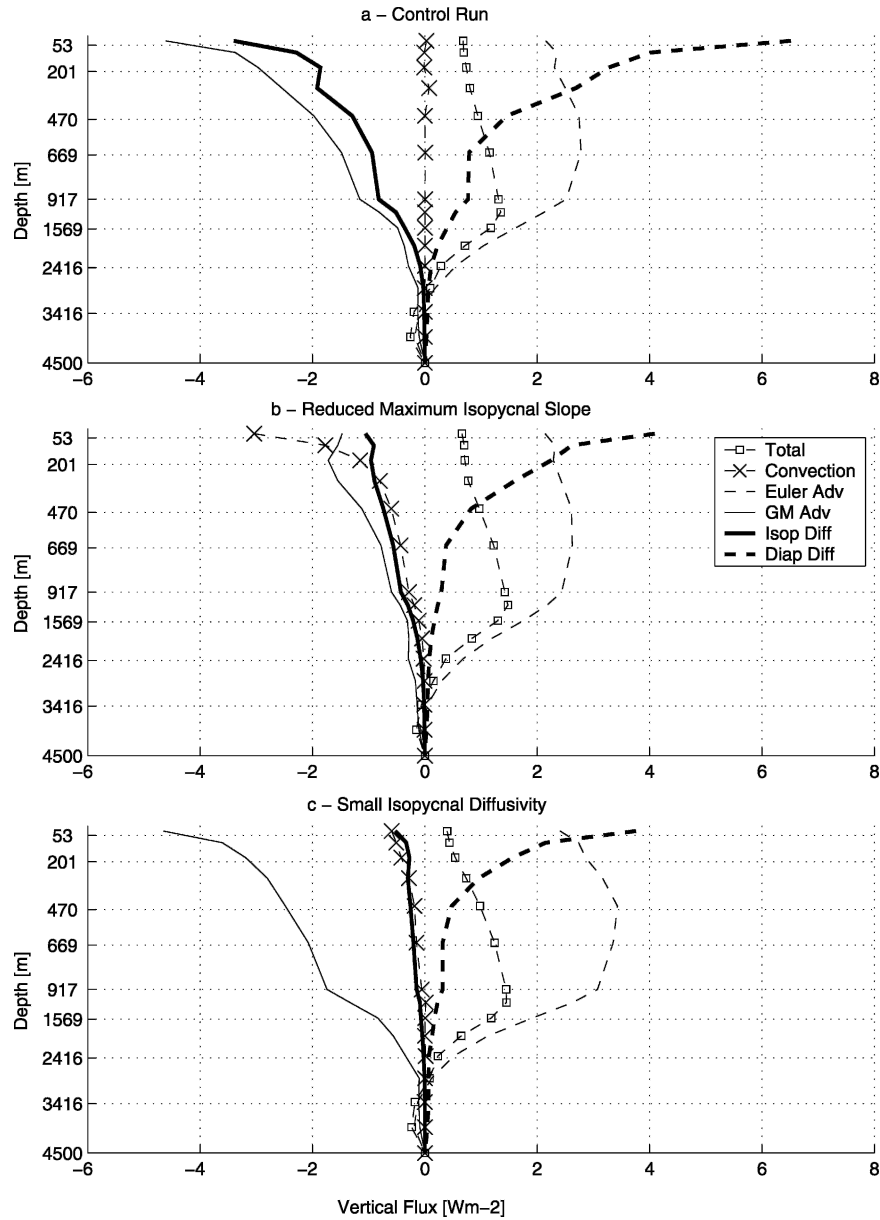 a – Control Run
53
201
470
669
917
1569
2416
3416
4500
Depth [m]
−6 −4 −2 0 2 4 6 8
b – Reduced Maximum Isopycnal Slope
53
201
470
669
917
1569
2416
3416
4500
Depth [m]
Total
Convection
Euler Adv
GM Adv
Isop Diff
Diap Diff
−6 −4 −2 0 2 4 6 8
c – Small Isopycnal Diffusivity
53
201
470
669
917
1569
2416
3416
4500
Depth [m]
−6 −4 −2 0 2 4 6 8
Vertical Flux [Wm−2]